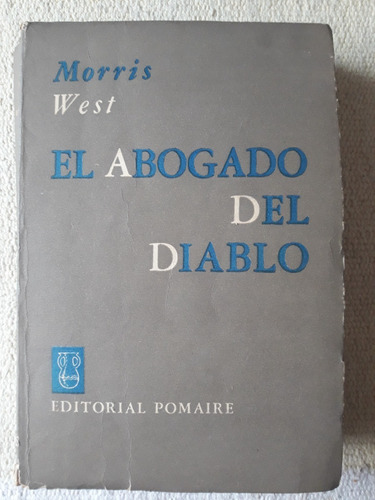 Morris
West
EL ABOGADO
DEL
DIABLO
EDITORIAL POMAIRE